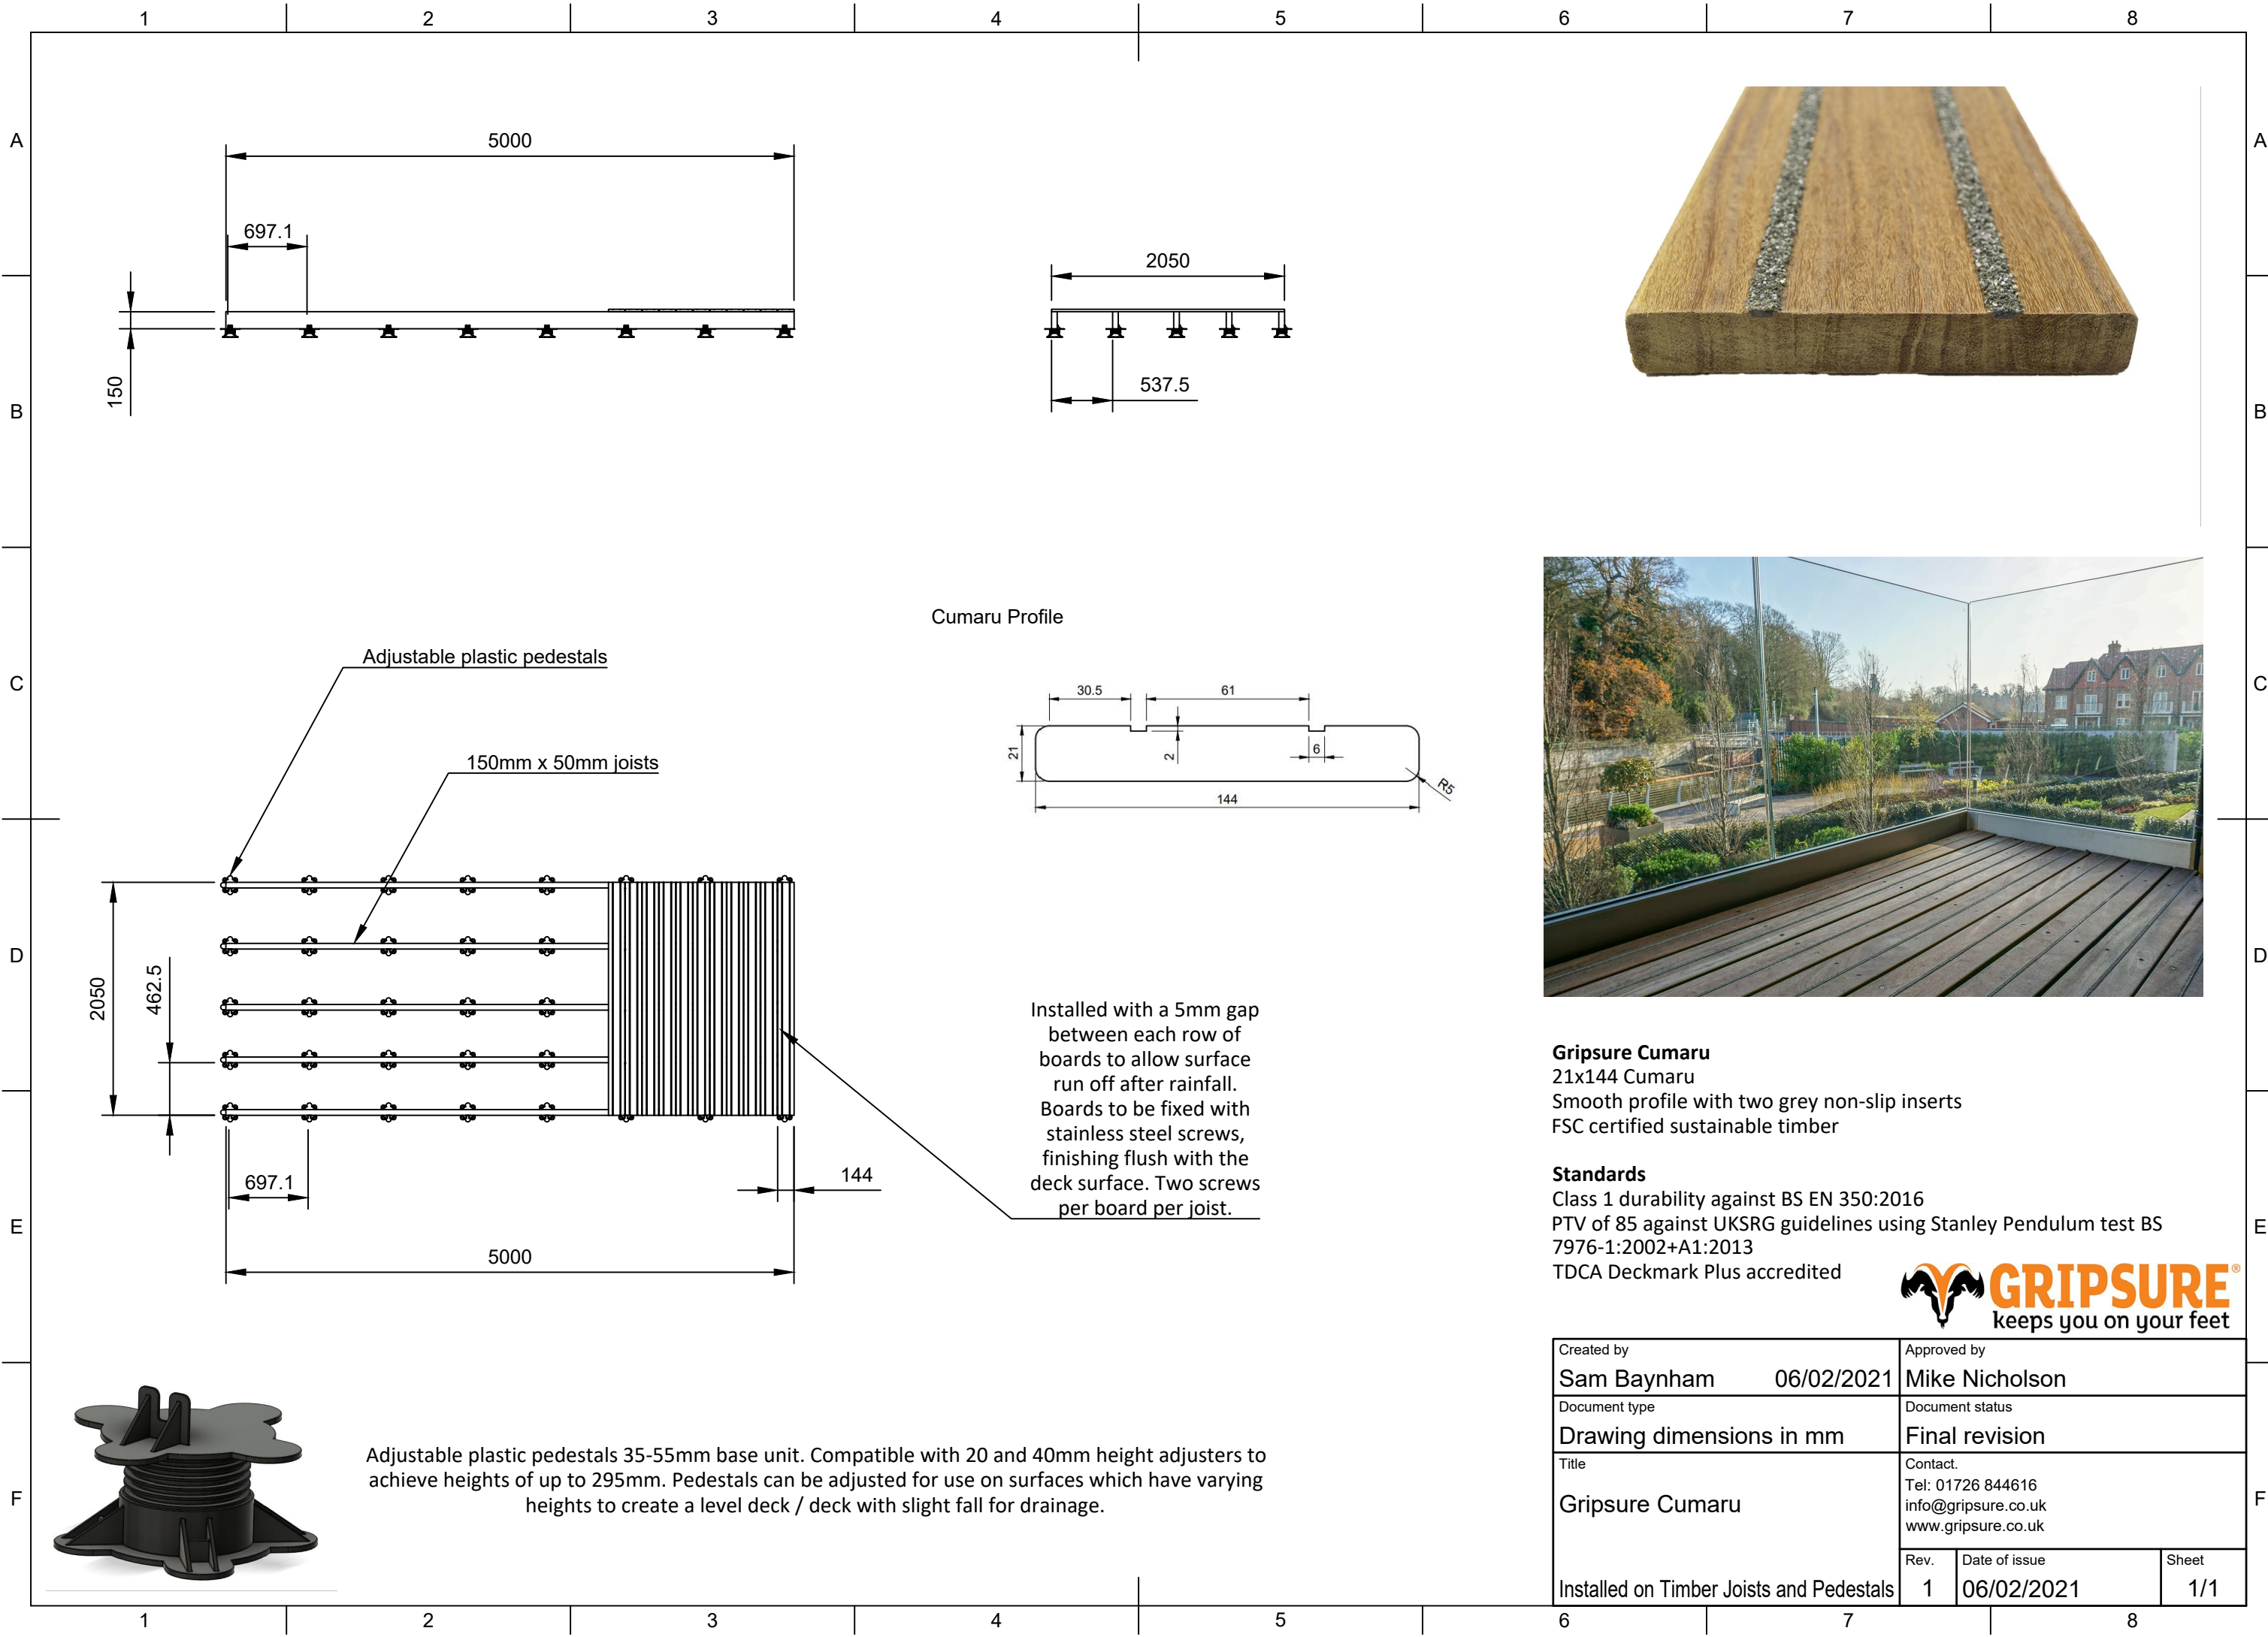 1 2 3 4 5 6 7 8
A A
B B
C C
D D
E E
F F
5000
697.1
150
2050
537.5
Cumaru Profile
30.5
61
21
2
6
R5
144
Adjustable plastic pedestals
150mm x 50mm joists
2050
462.5
697.1
144
5000
Installed with a 5mm gap
between each row of
boards to allow surface
run off after rainfall.
Boards to be fixed with
stainless steel screws,
finishing flush with the
deck surface. Two screws
per board per joist.
Adjustable plastic pedestals 35-55mm base unit. Compatible with 20 and 40mm height adjusters to
achieve heights of up to 295mm. Pedestals can be adjusted for use on surfaces which have varying
heights to create a level deck / deck with slight fall for drainage.
Gripsure Cumaru
21x144 Cumaru
Smooth profile with two grey non-slip inserts
FSC certified sustainable timber
Standards
Class 1 durability against BS EN 350:2016
PTV of 85 against UKSRG guidelines using Stanley Pendulum test BS
7976-1:2002+A1:2013
TDCA Deckmark Plus accredited
GRIPSURE®
keeps you on your feet
Created by
Sam Baynham 06/02/2021
Approved by
Mike Nicholson
Document type
Drawing dimensions in mm
Document status
Final revision
Title
Gripsure Cumaru
Installed on Timber Joists and Pedestals
Contact.
Tel: 01726 844616
info@gripsure.co.uk
www.gripsure.co.uk
Rev.
1
Date of issue
06/02/2021
Sheet
1/1
1 2 3 4 5 6 7 8